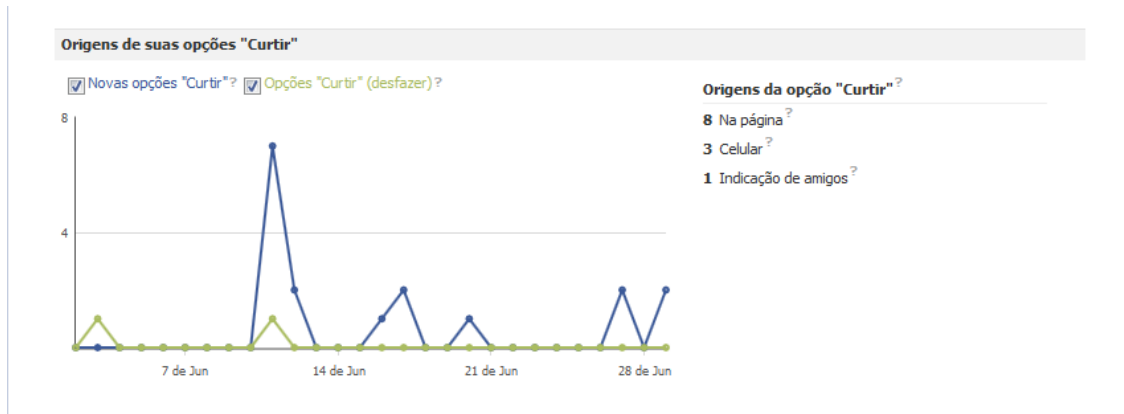 Origens de suas opções "Curtir"
Novas opções "Curtir"? Opções "Curtir" (desfazer)?
8
4
7 de Jun 14 de Jun 21 de Jun 28 de Jun
Origens da opção "Curtir"?
8 Na página?
3 Celular?
1 Indicação de amigos?